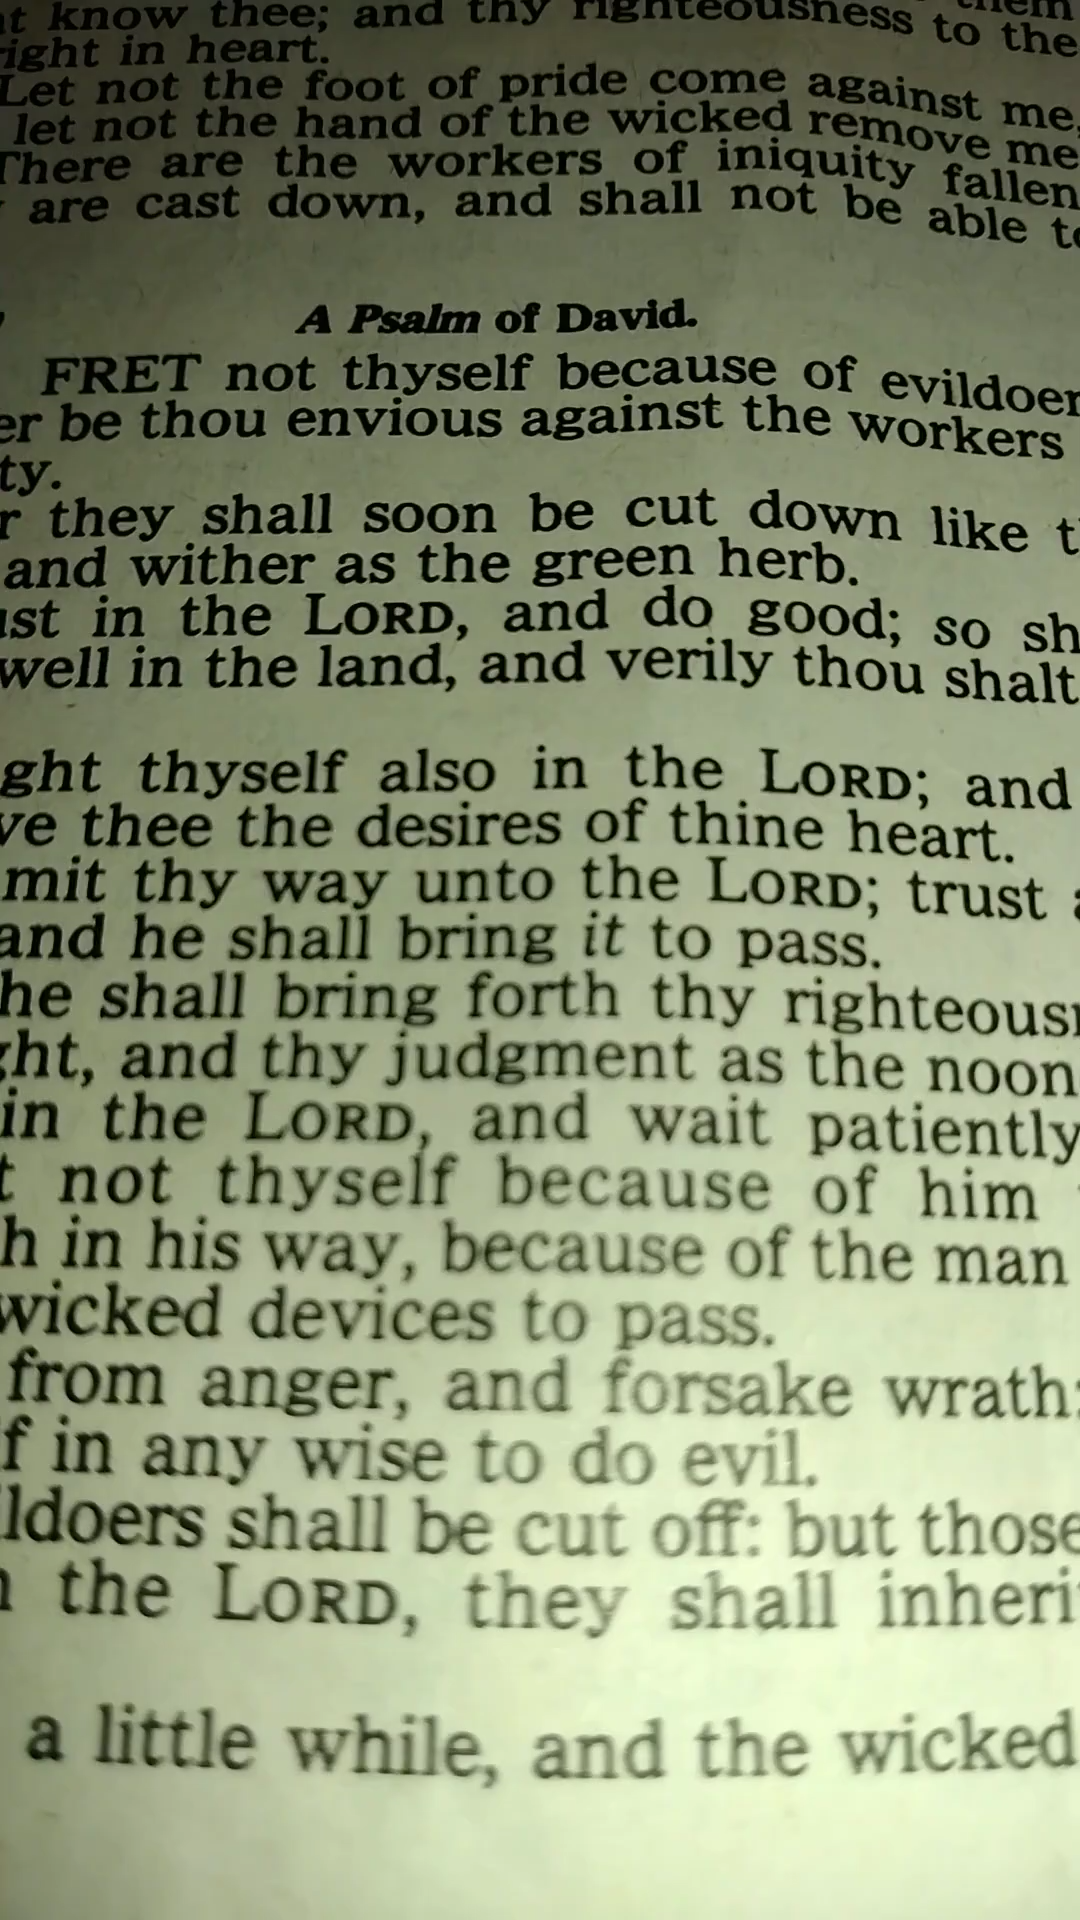 t know thee; and thy righteousness to the
ight in heart.
Let not the foot of pride come against me,
let not the hand of the wicked remove me
There are the workers of iniquity fallen
are cast down, and shall not be able to
A Psalm of David.
FRET not thyself because of evildoer
er be thou envious against the workers
ty.
r they shall soon be cut down like t
and wither as the green herb.
ust in the LORD, and do good; so sh
well in the land, and verily thou shalt
ght thyself also in the LORD; and
ve thee the desires of thine heart.
mit thy way unto the LORD; trust a
and he shall bring it to pass.
he shall bring forth thy righteous
ght, and thy judgment as the noon
in the LORD, and wait patiently
t not thyself because of him
h in his way, because of the man
wicked devices to pass.
from anger, and forsake wrath:
f in any wise to do evil.
ldoers shall be cut off: but those
the LORD, they shall inheri
a little while, and the wicked